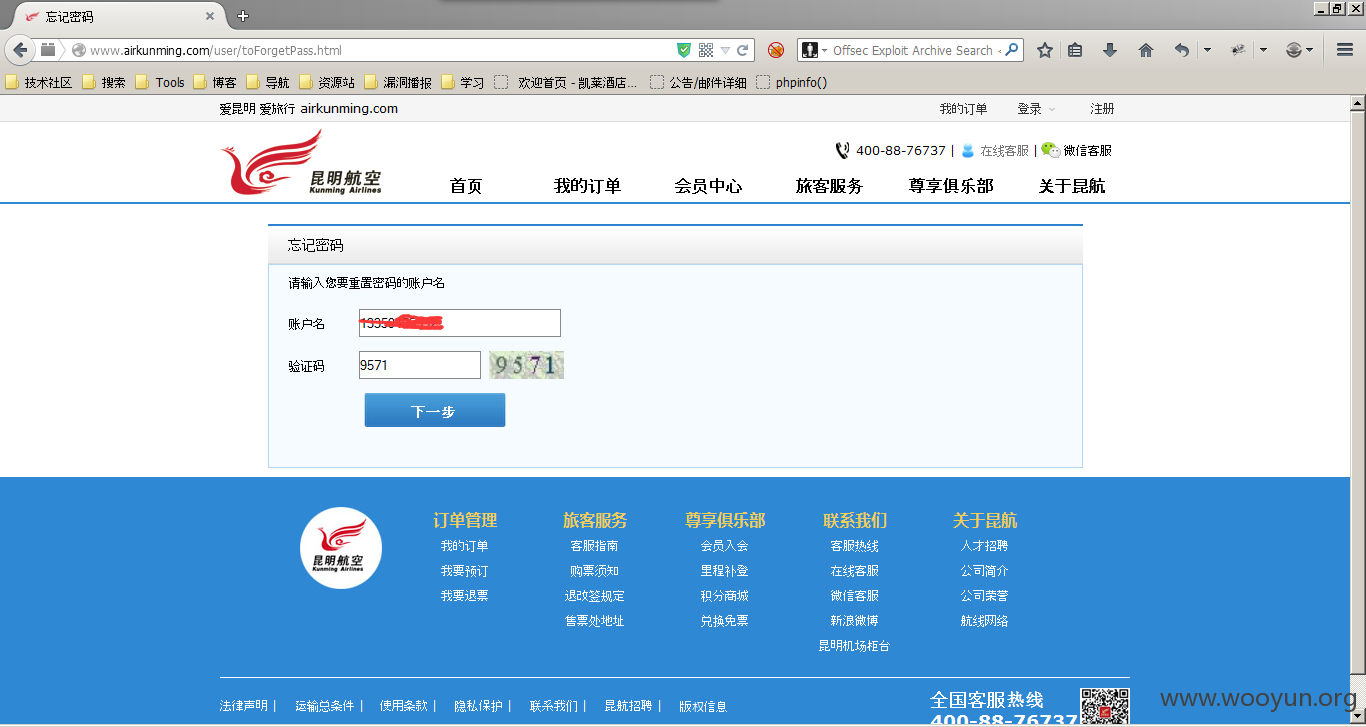 忘记密码
www.airkunming.com/user/toForgetPass.html
Offsec Exploit Archive Search
技术社区 搜索 Tools 博客 导航 资源站 漏洞播报 学习 欢迎首页 - 凯莱酒店... 公告/邮件详细 phpinfo()
爱昆明 爱旅行 airkunming.com 我的订单 登录 注册
400-88-76737 | 在线客服 | 微信客服
昆明航空
Kunming Airlines
首页 我的订单 会员中心 旅客服务 尊享俱乐部 关于昆航
忘记密码
请输入您要重置密码的账户名
账户名
验证码 9571 9571
下一步
昆明航空
Kunming Airlines
订单管理 旅客服务 尊享俱乐部 联系我们 关于昆航
我的订单 客服指南 会员入会 客服热线 人才招聘
我要预订 购票须知 里程补登 在线客服 公司简介
我要退票 退改签规定 积分商城 微信客服 公司荣誉
售票处地址 兑换免票 新浪微博 航线网络
昆明机场柜台
法律声明 | 运输总条件 | 使用条款 | 隐私保护 | 联系我们 | 昆航招聘 | 版权信息
全国客服热线
400-88-76737
www.wooyun.org